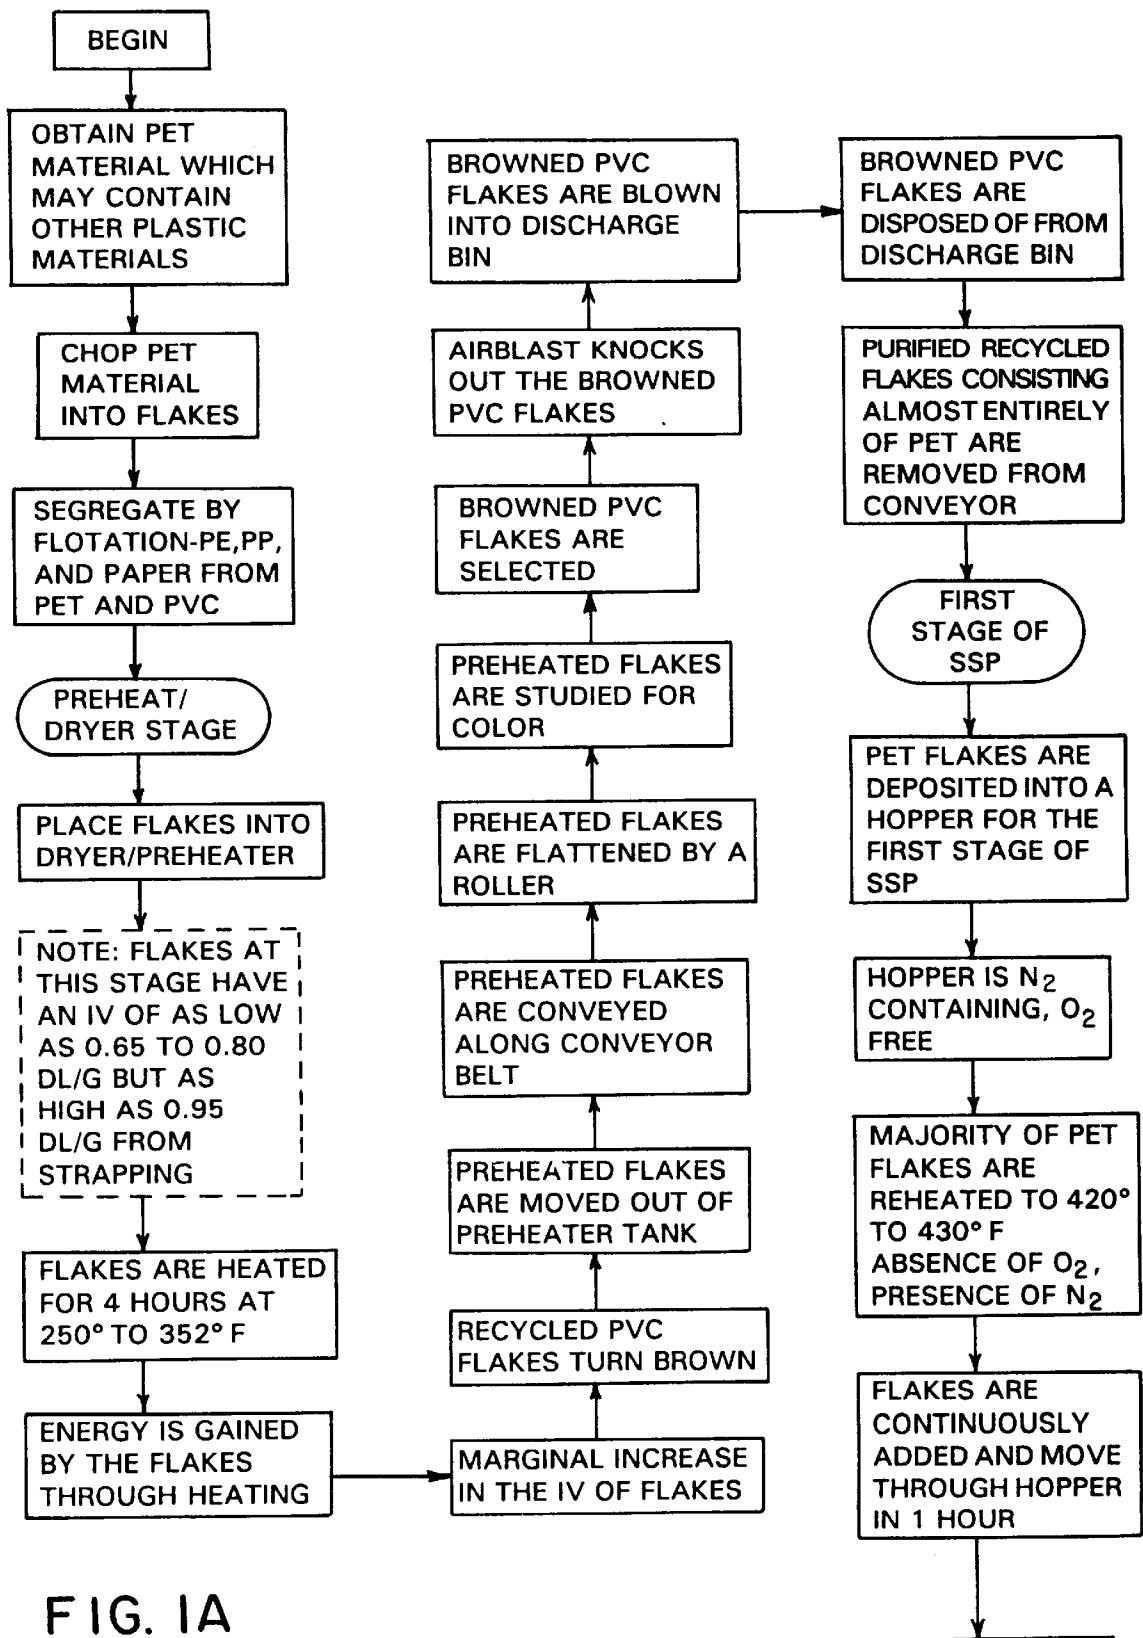 BEGIN
OBTAIN PET
MATERIAL WHICH
MAY CONTAIN
OTHER PLASTIC
MATERIALS
CHOP PET
MATERIAL
INTO FLAKES
SEGREGATE BY
FLOTATION-PE,PP,
AND PAPER FROM
PET AND PVC
PREHEAT/
DRYER STAGE
PLACE FLAKES INTO
DRYER/PREHEATER
NOTE: FLAKES AT
THIS STAGE HAVE
AN IV OF AS LOW
AS 0.65 TO 0.80
DL/G BUT AS
HIGH AS 0.95
DL/G FROM
STRAPPING
FLAKES ARE HEATED
FOR 4 HOURS AT
250° TO 352° F
ENERGY IS GAINED
BY THE FLAKES
THROUGH HEATING
MARGINAL INCREASE
IN THE IV OF FLAKES
RECYCLED PVC
FLAKES TURN BROWN
PREHEATED FLAKES
ARE MOVED OUT OF
PREHEATER TANK
PREHEATED FLAKES
ARE CONVEYED
ALONG CONVEYOR
BELT
PREHEATED FLAKES
ARE FLATTENED BY A
ROLLER
PREHEATED FLAKES
ARE STUDIED FOR
COLOR
BROWNED PVC
FLAKES ARE
SELECTED
AIRBLAST KNOCKS
OUT THE BROWNED
PVC FLAKES
BROWNED PVC
FLAKES ARE BLOWN
INTO DISCHARGE
BIN
BROWNED PVC
FLAKES ARE
DISPOSED OF FROM
DISCHARGE BIN
PURIFIED RECYCLED
FLAKES CONSISTING
ALMOST ENTIRELY
OF PET ARE
REMOVED FROM
CONVEYOR
FIRST
STAGE OF
SSP
PET FLAKES ARE
DEPOSITED INTO A
HOPPER FOR THE
FIRST STAGE OF
SSP
HOPPER IS N2
CONTAINING, O2
FREE
MAJORITY OF PET
FLAKES ARE
REHEATED TO 420°
TO 430° F
ABSENCE OF O2,
PRESENCE OF N2
FLAKES ARE
CONTINUOUSLY
ADDED AND MOVE
THROUGH HOPPER
IN 1 HOUR
FIG. 1A